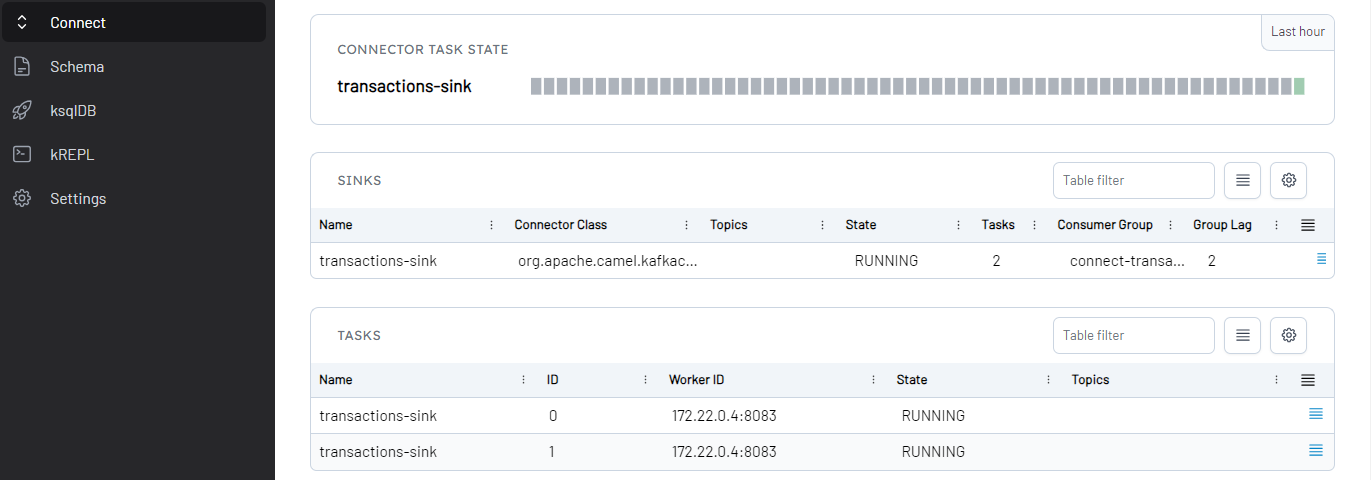 Connect
Schema
ksqlDB
kREPL
Settings
Last hour
CONNECTOR TASK STATE
transactions-sink
SINKS
Table filter
Name Connector Class Topics State Tasks Consumer Group Group Lag
transactions-sink org.apache.camel.kafkac... RUNNING 2 connect-transa... 2
TASKS
Table filter
Name ID Worker ID State Topics
transactions-sink 0 172.22.0.4:8083 RUNNING
transactions-sink 1 172.22.0.4:8083 RUNNING